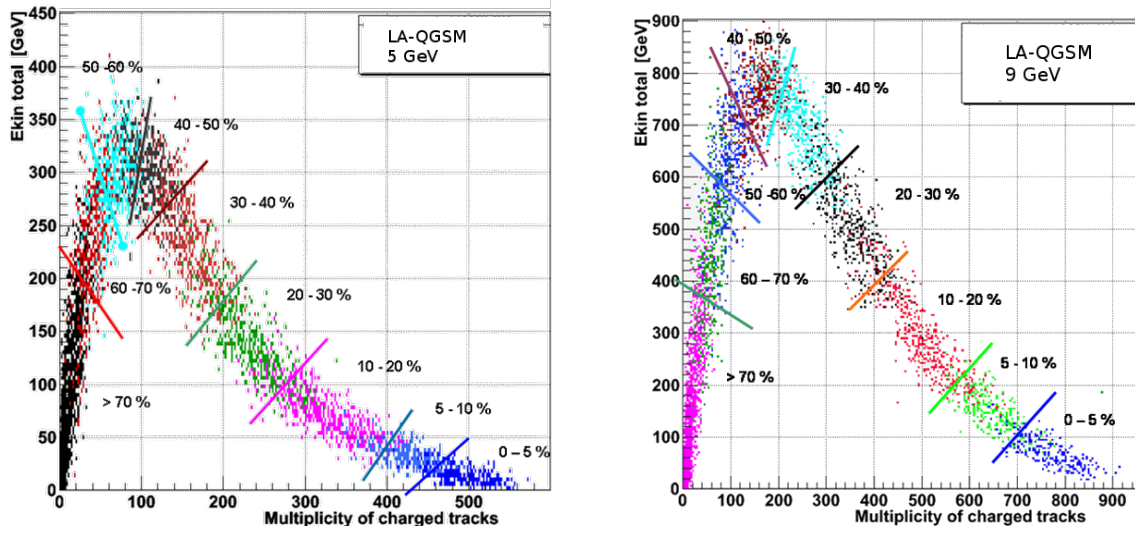 Ekin total [GeV]
LA-QGSM
5 GeV
450
400
350
300
250
200
150
100
50
0
50 -60 %
40 - 50 %
30 - 40 %
60 -70 %
20 - 30 %
10 - 20 %
> 70 %
5 - 10 %
0 – 5%
0
100
200
300
400
500
Multiplicity of charged tracks
Ekin total [GeV]
LA-QGSM
9 GeV
900
800
700
600
500
400
300
200
100
0
40 - 50 %
30 - 40 %
50 -60 %
20 - 30 %
60 – 70 %
10 - 20 %
> 70 %
5 - 10 %
0 – 5 %
0
100
200
300
400
500
600
700
800
900
Multiplicity of charged tracks